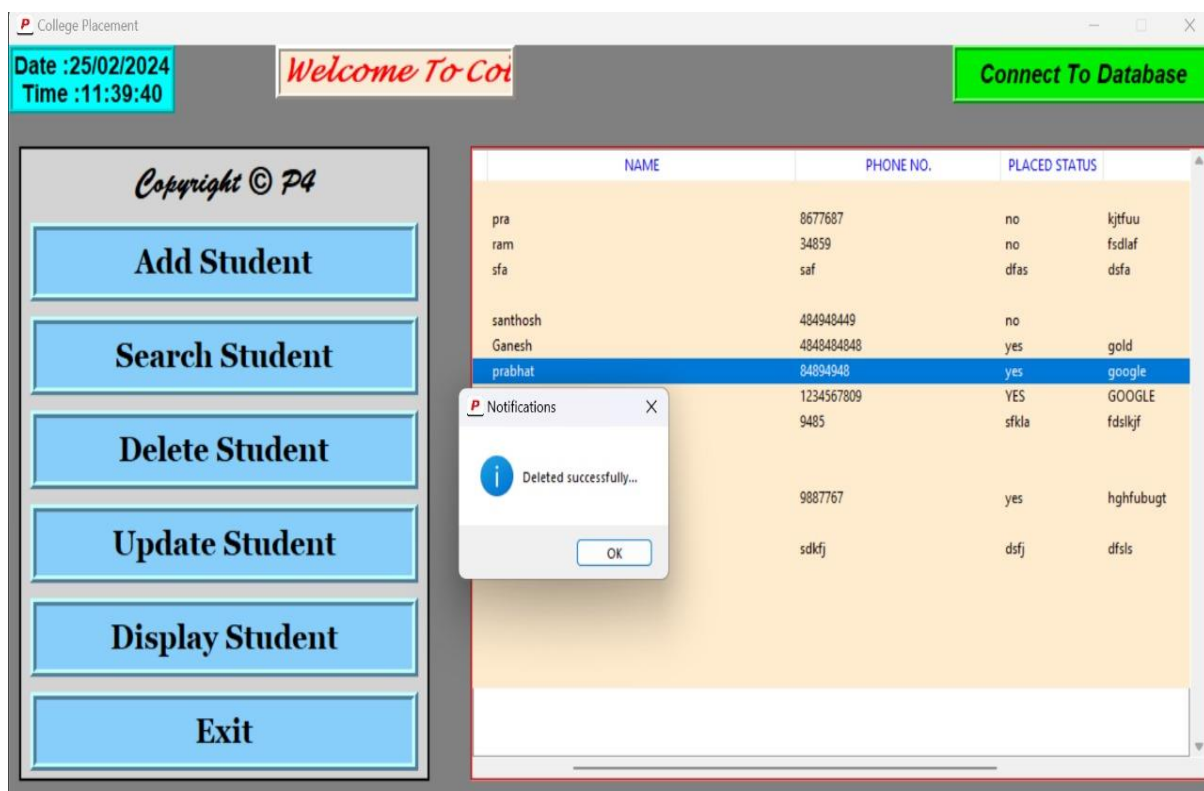 P College Placement
Date :25/02/2024
Time :11:39:40
Welcome To Col
Connect To Database
Copyright © P4
Add Student
Search Student
Delete Student
Update Student
Display Student
Exit
NAME PHONE NO. PLACED STATUS
pra 8677687 no kjtfuu
ram 34859 no fsdlaf
sfa saf dfas dsfa
santhosh 484948449 no
Ganesh 4848484848 yes gold
prabhat 84894948 yes google
1234567809 YES GOOGLE
9485 sfkla fdslkjf
9887767 yes hghfubugt
sdkfj dsfj dfsls
P Notifications
Deleted successfully...
OK